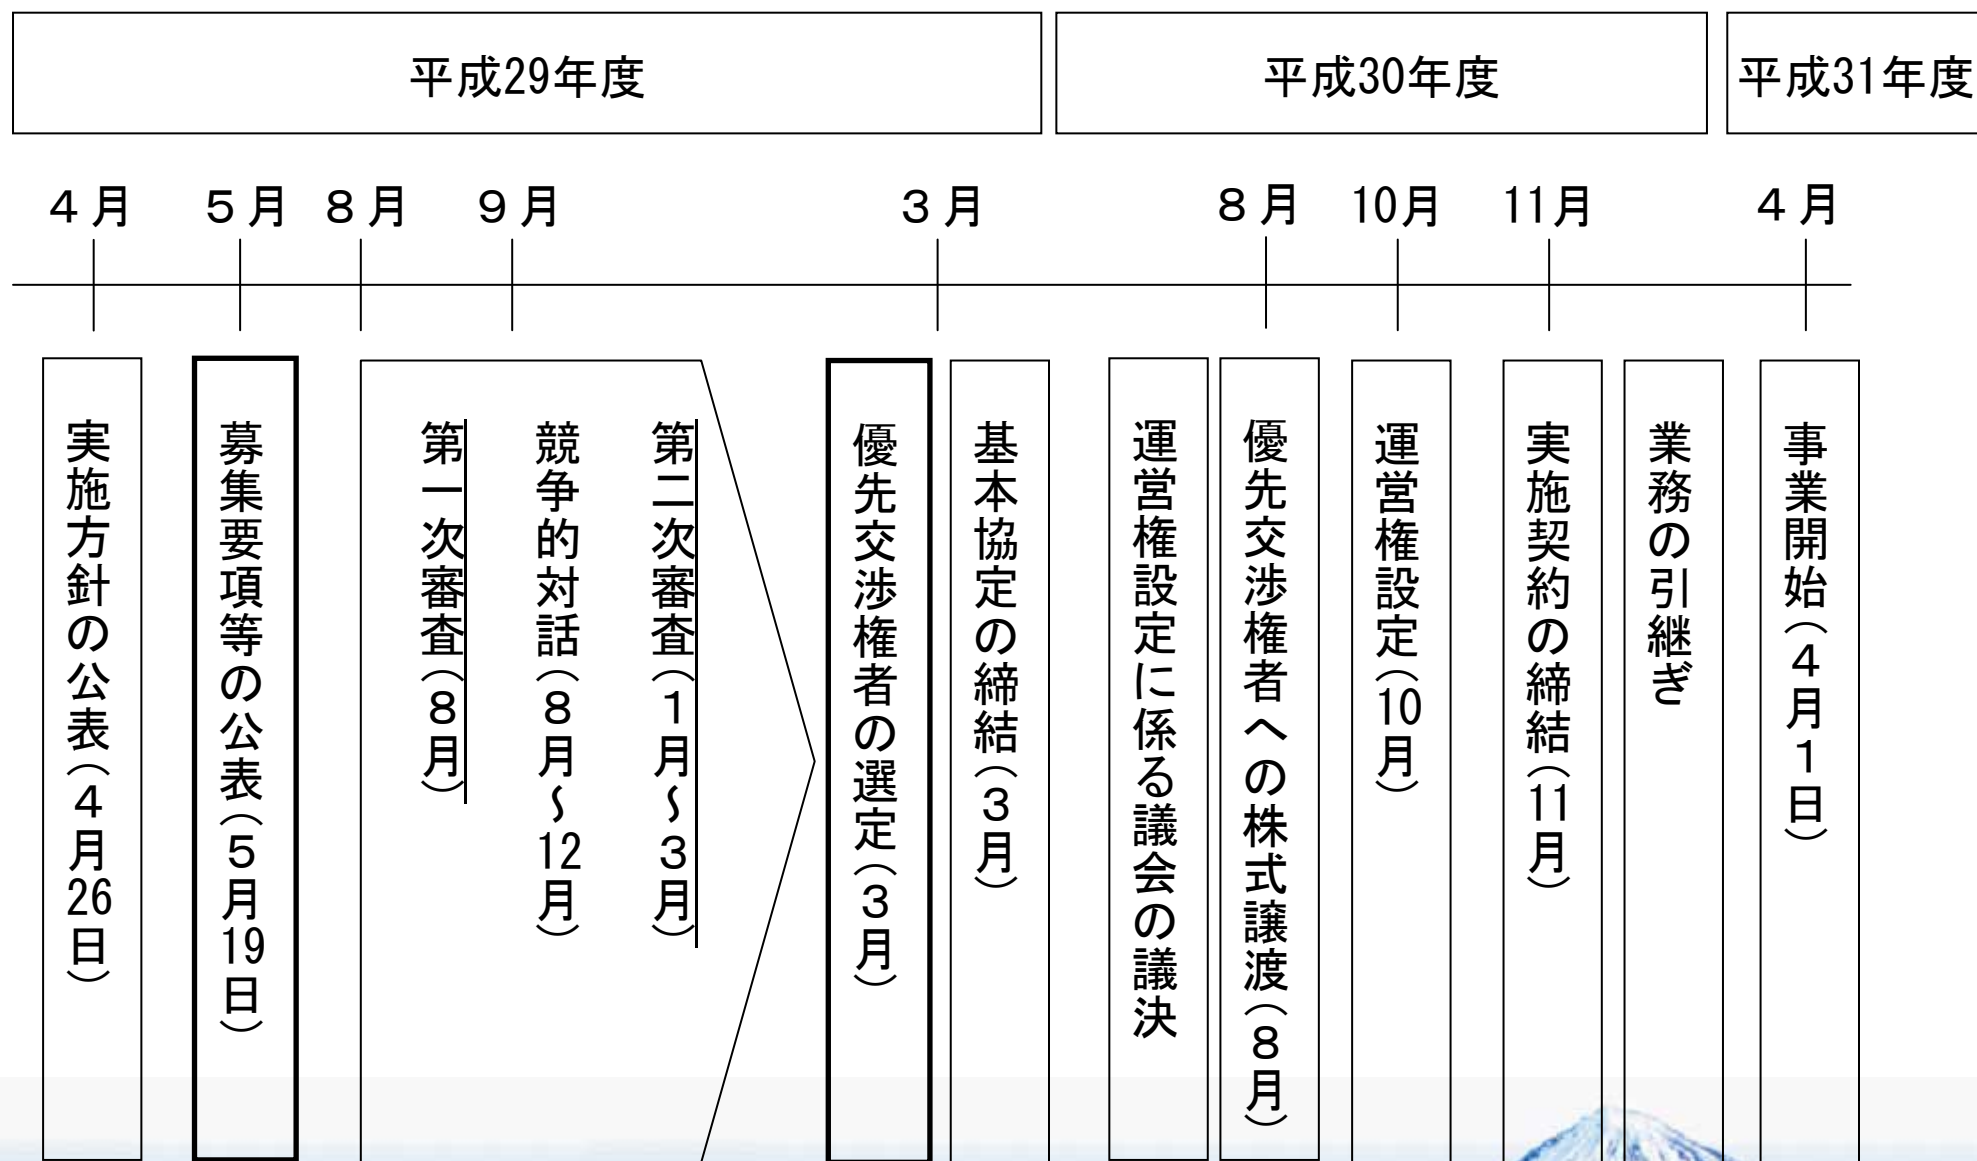 平成29年度
平成30年度
平成31年度
４月
５月
８月
９月
３月
８月
10月
11月
４月
実施方針の公表（４月26日）
募集要項等の公表（５月19日）
第一次審査（８月）
競争的対話（８月～12月）
第二次審査（１月～３月）
優先交渉権者の選定（３月）
基本協定の締結（３月）
運営権設定に係る議会の議決
優先交渉権者への株式譲渡（８月）
運営権設定（10月）
実施契約の締結（11月）
業務の引継ぎ
事業開始（４月１日）